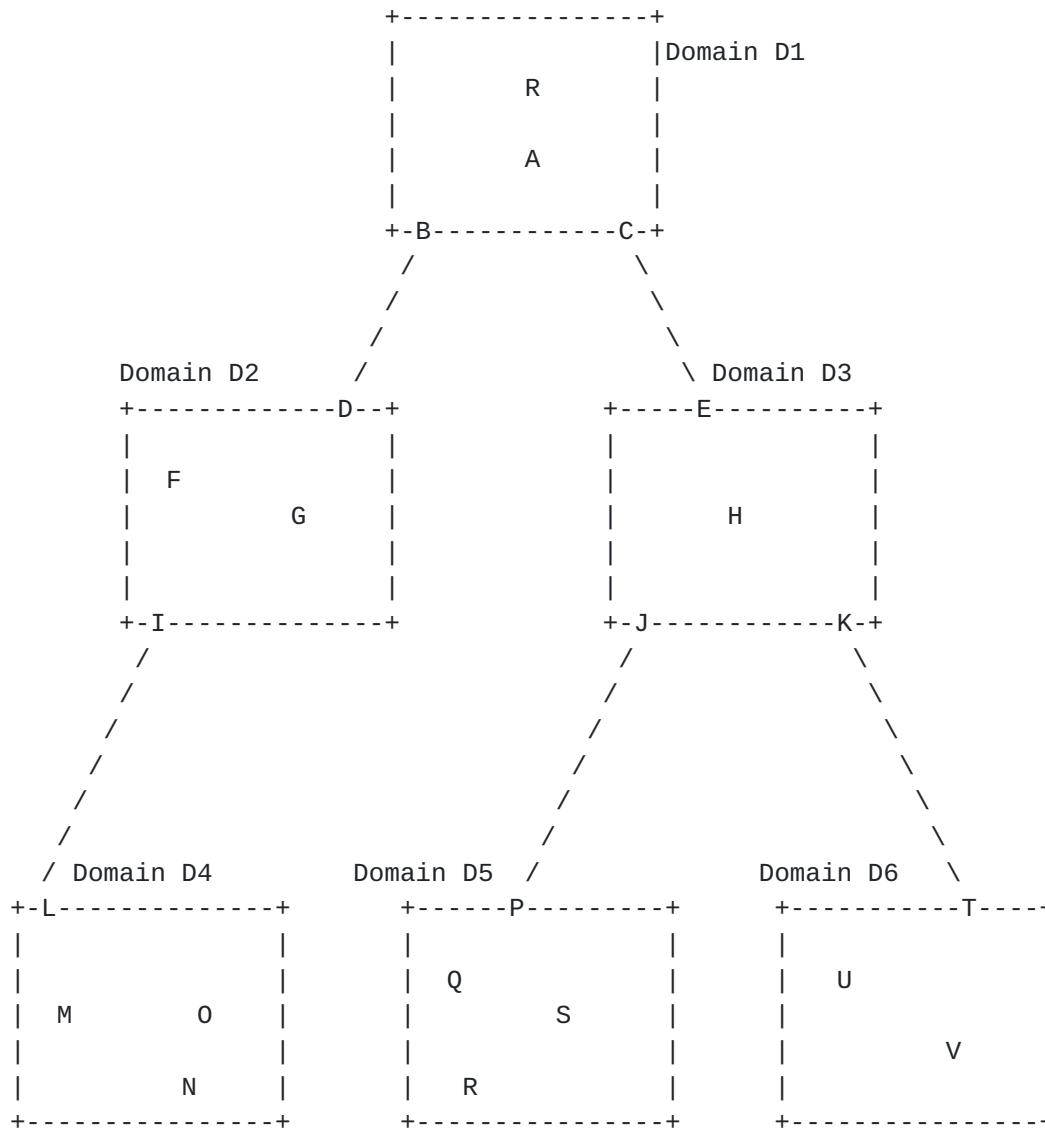 +----------------+
|                |Domain D1
|        R       |
|                |
|        A       |
|                |
+-B------------C-+
/              \
/                \
/                  \
Domain D2      /                    \ Domain D3
+-------------D--+             +-----E----------+
|                |             |                |
|  F             |             |                |
|          G     |             |       H        |
|                |             |                |
|                |             |                |
+-I--------------+             +-J------------K-+
/                              /              \
/                              /                \
/                              /                  \
/                              /                    \
/                              /                      \
/                              /                        \
/ Domain D4         Domain D5  /                Domain D6   \
+-L--------------+       +------P---------+      +-----------T----+
|                |       |                |      |
|                |       |  Q             |      |   U
|  M        O    |       |         S      |      |
|                |       |                |      |          V
|          N     |       |   R            |      |
+----------------+       +----------------+      +----------------+